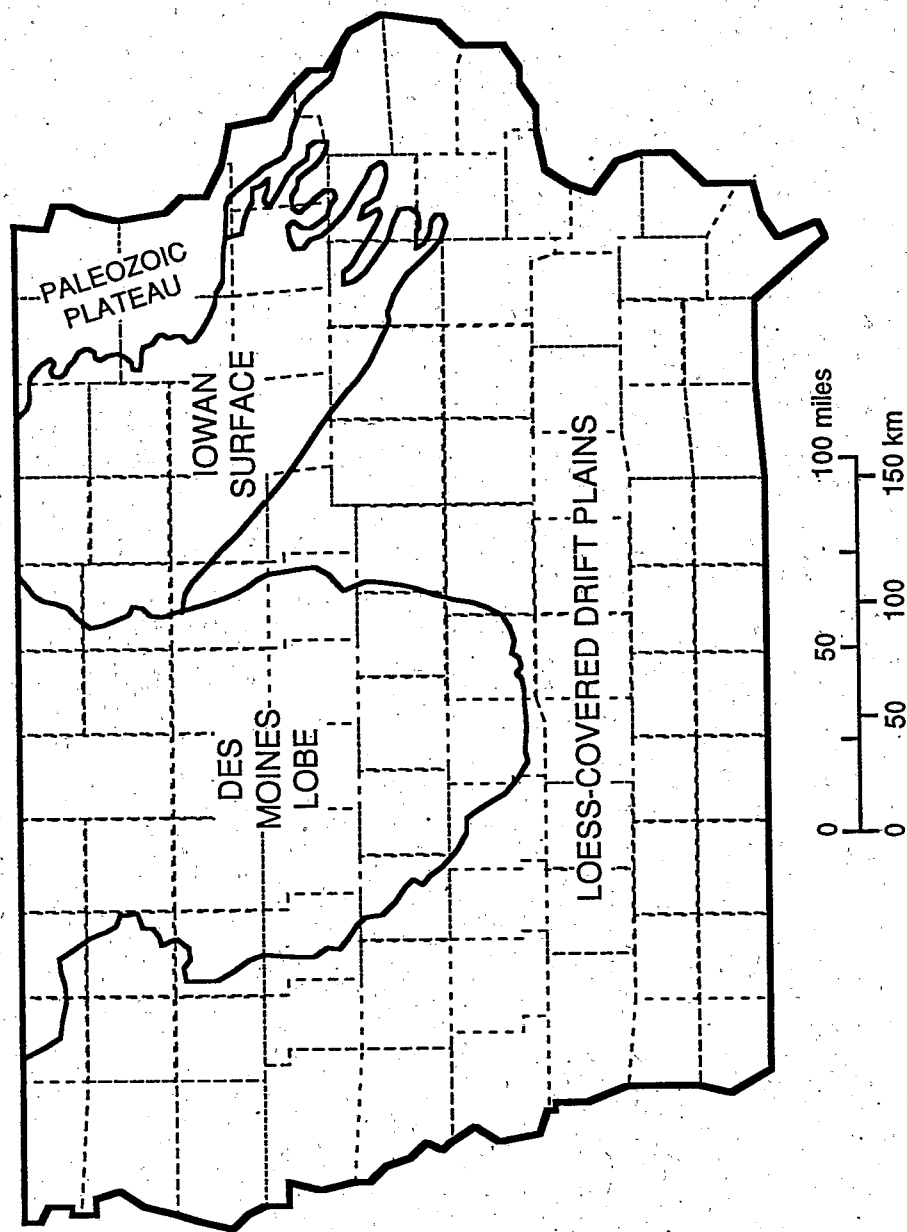 PALEOZOIC
PLATEAU
IOWAN
SURFACE
DES
MOINES
LOBE
LOESS-COVERED DRIFT PLAINS
0 50 100 miles
0 50 100 150 km